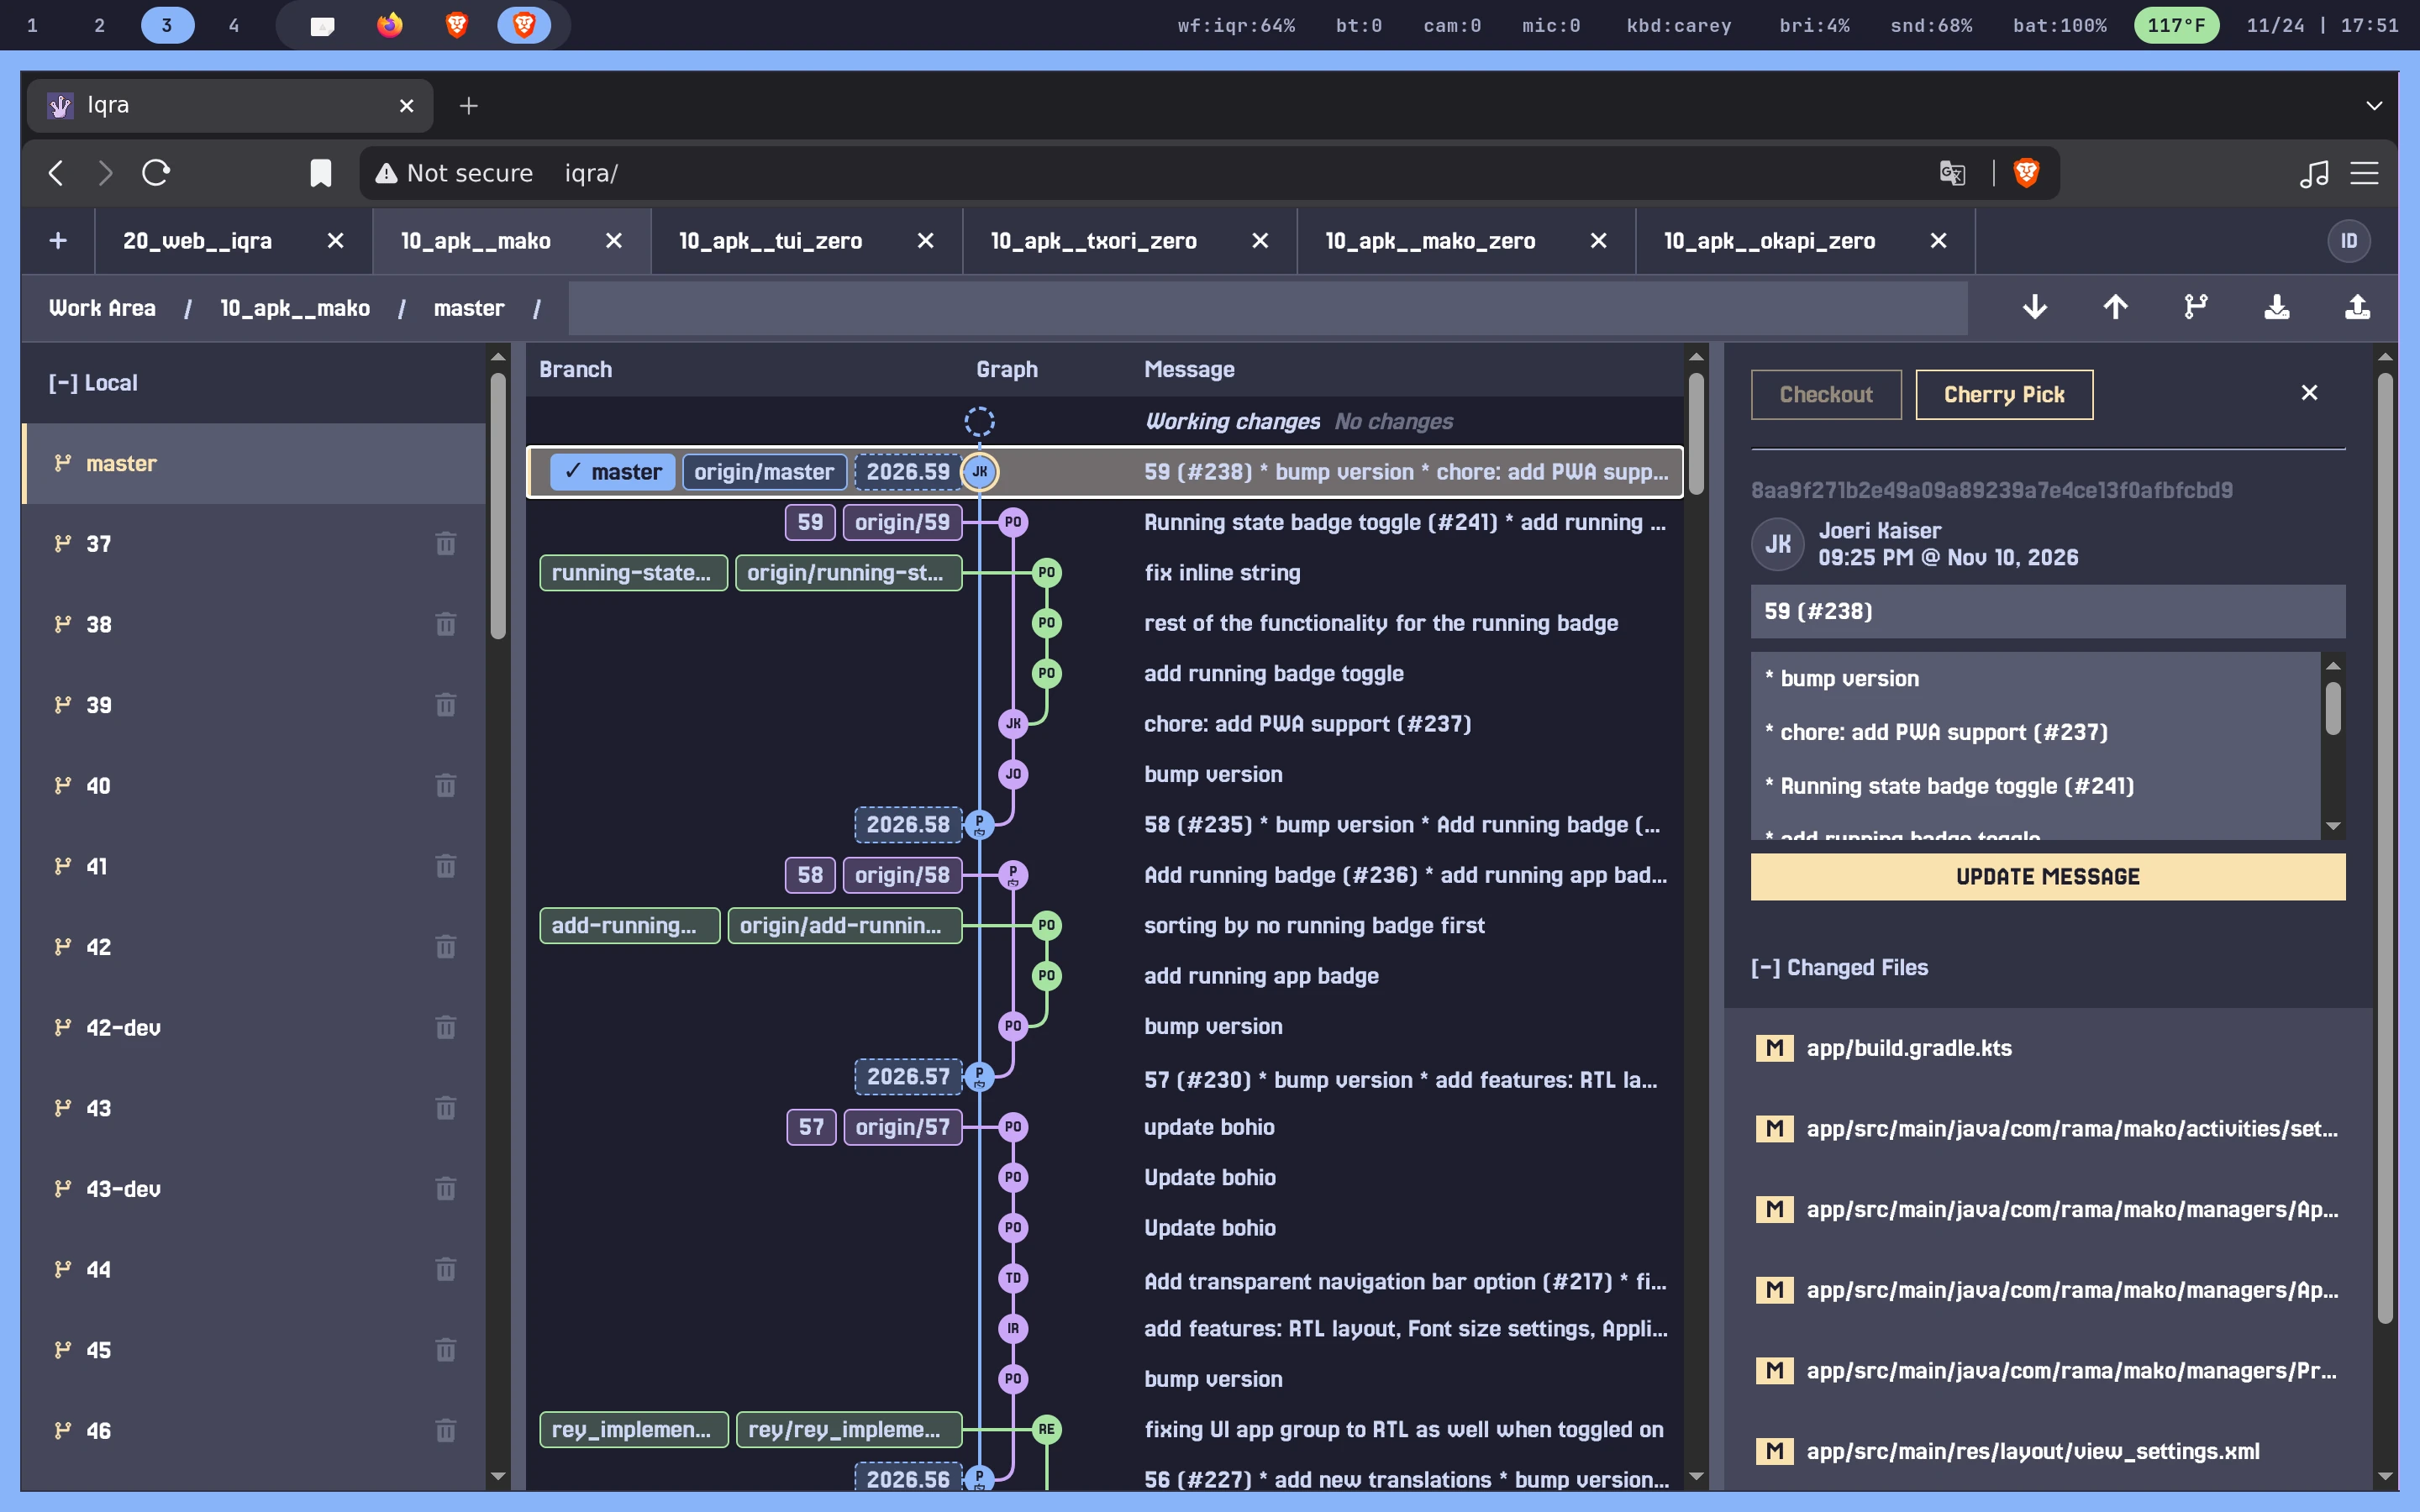 1 2 3 4 wf:iqr:64% bt:0 cam:0 mic:0 kbd:carey bri:4% snd:68% bat:100% 117°F 11/24 | 17:51
Iqra
Not secure iqra/
20_web__iqra 10_apk__mako 10_apk__tui_zero 10_apk__txori_zero 10_apk__mako_zero 10_apk__okapi_zero ID
Work Area / 10_apk__mako / master /
[-] Local
master
37
38
39
40
41
42
42-dev
43
43-dev
44
45
46
Branch Graph Message
Working changes No changes
✓ master origin/master 2026.59 JK 59 (#238) * bump version * chore: add PWA supp...
59 origin/59 PO Running state badge toggle (#241) * add running ...
running-state... origin/running-st... PO fix inline string
PO rest of the functionality for the running badge
PO add running badge toggle
JK chore: add PWA support (#237)
JO bump version
2026.58 P 58 (#235) * bump version * Add running badge (...
58 origin/58 P Add running badge (#236) * add running app bad...
add-running... origin/add-runnin... PO sorting by no running badge first
PO add running app badge
PO bump version
2026.57 P 57 (#230) * bump version * add features: RTL la...
57 origin/57 PO update bohio
PO Update bohio
PO Update bohio
TD Add transparent navigation bar option (#217) * fi...
IR add features: RTL layout, Font size settings, Appli...
PO bump version
rey_implemen... rey/rey_impleme... RE fixing UI app group to RTL as well when toggled on
2026.56 P 56 (#227) * add new translations * bump version...
Checkout Cherry Pick
8aa9f271b2e49a09a89239a7e4ce13f0afbfcbd9
JK Joeri Kaiser
09:25 PM @ Nov 10, 2026
59 (#238)
* bump version
* chore: add PWA support (#237)
* Running state badge toggle (#241)
* add running badge toggle
UPDATE MESSAGE
[-] Changed Files
M app/build.gradle.kts
M app/src/main/java/com/rama/mako/activities/set...
M app/src/main/java/com/rama/mako/managers/Ap...
M app/src/main/java/com/rama/mako/managers/Ap...
M app/src/main/java/com/rama/mako/managers/Pr...
M app/src/main/res/layout/view_settings.xml